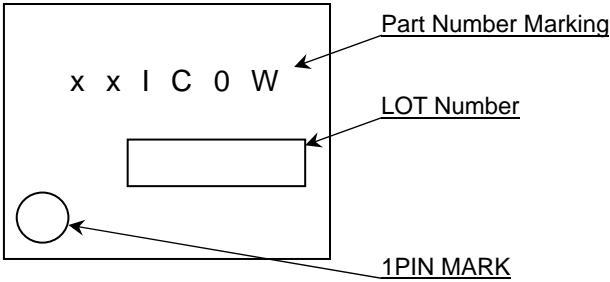 Part Number Marking
x x I C 0 W
LOT Number
1PIN MARK